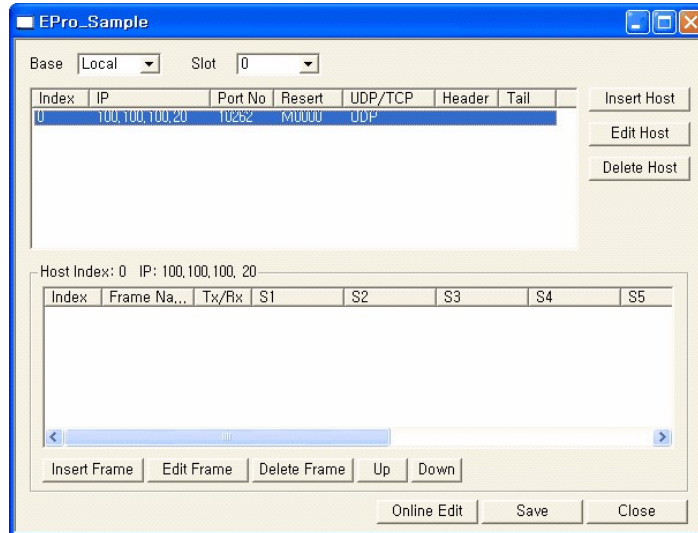 EPro_Sample
Base Local Slot 0
Index IP Port No Resert UDP/TCP Header Tail
0 100,100,100,20 10262 M0000 UDP
Insert Host
Edit Host
Delete Host
Host Index: 0 IP: 100,100,100, 20
Index Frame Na... Tx/Rx S1 S2 S3 S4 S5
Insert Frame Edit Frame Delete Frame Up Down
Online Edit Save Close